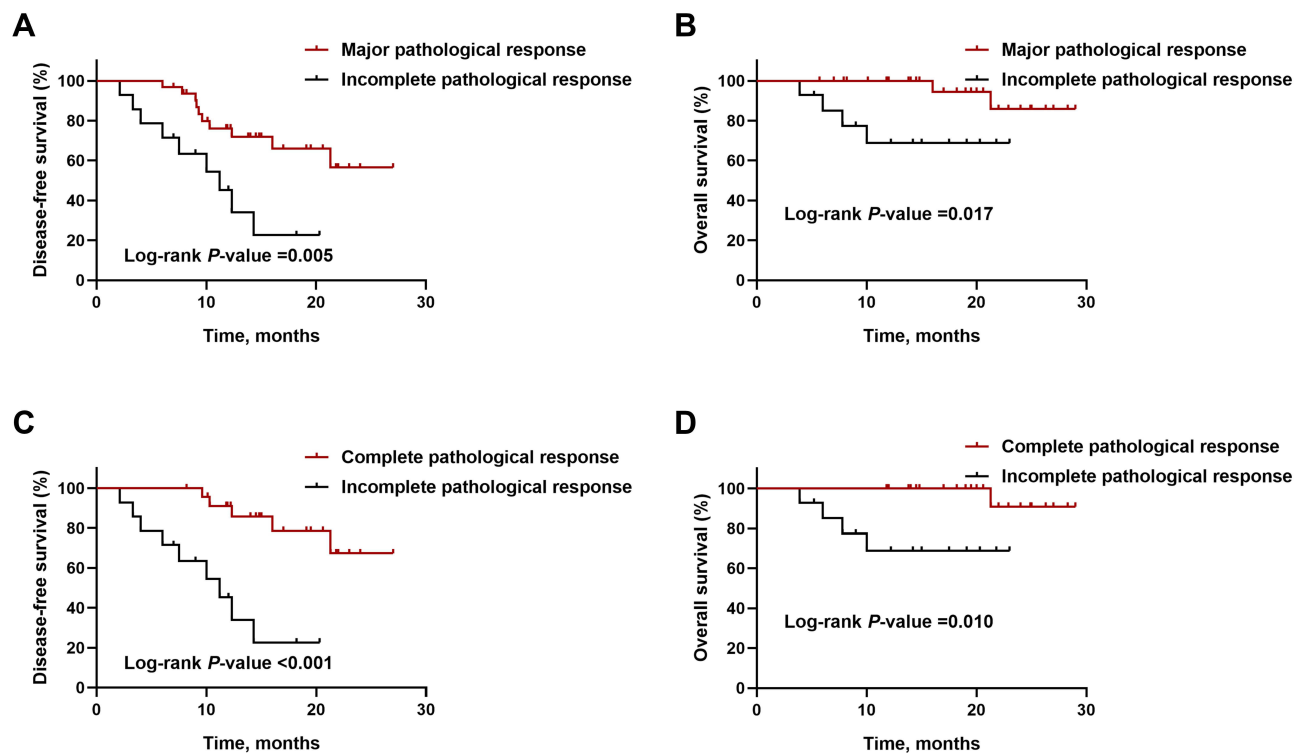 A
Major pathological response
Incomplete pathological response
Disease-free survival (%)
100
80
60
40
20
0
Log-rank P-value =0.005
0 10 20 30
Time, months
B
Major pathological response
Incomplete pathological response
Overall survival (%)
100
80
60
40
20
0
Log-rank P-value =0.017
0 10 20 30
Time, months
C
Complete pathological response
Incomplete pathological response
Disease-free survival (%)
100
80
60
40
20
0
Log-rank P-value <0.001
0 10 20 30
Time, months
D
Complete pathological response
Incomplete pathological response
Overall survival (%)
100
80
60
40
20
0
Log-rank P-value =0.010
0 10 20 30
Time, months